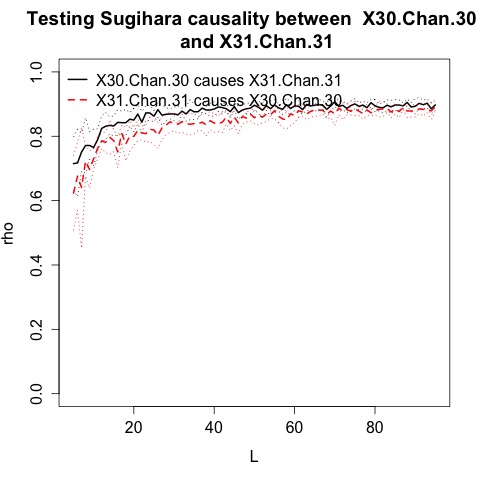 Testing Sugihara causality between X30.Chan.30
and X31.Chan.31
X30.Chan.30 causes X31.Chan.31
X31.Chan.31 causes X30.Chan.30
1.0
0.8
0.6
0.4
0.2
0.0
rho
20 40 60 80
L